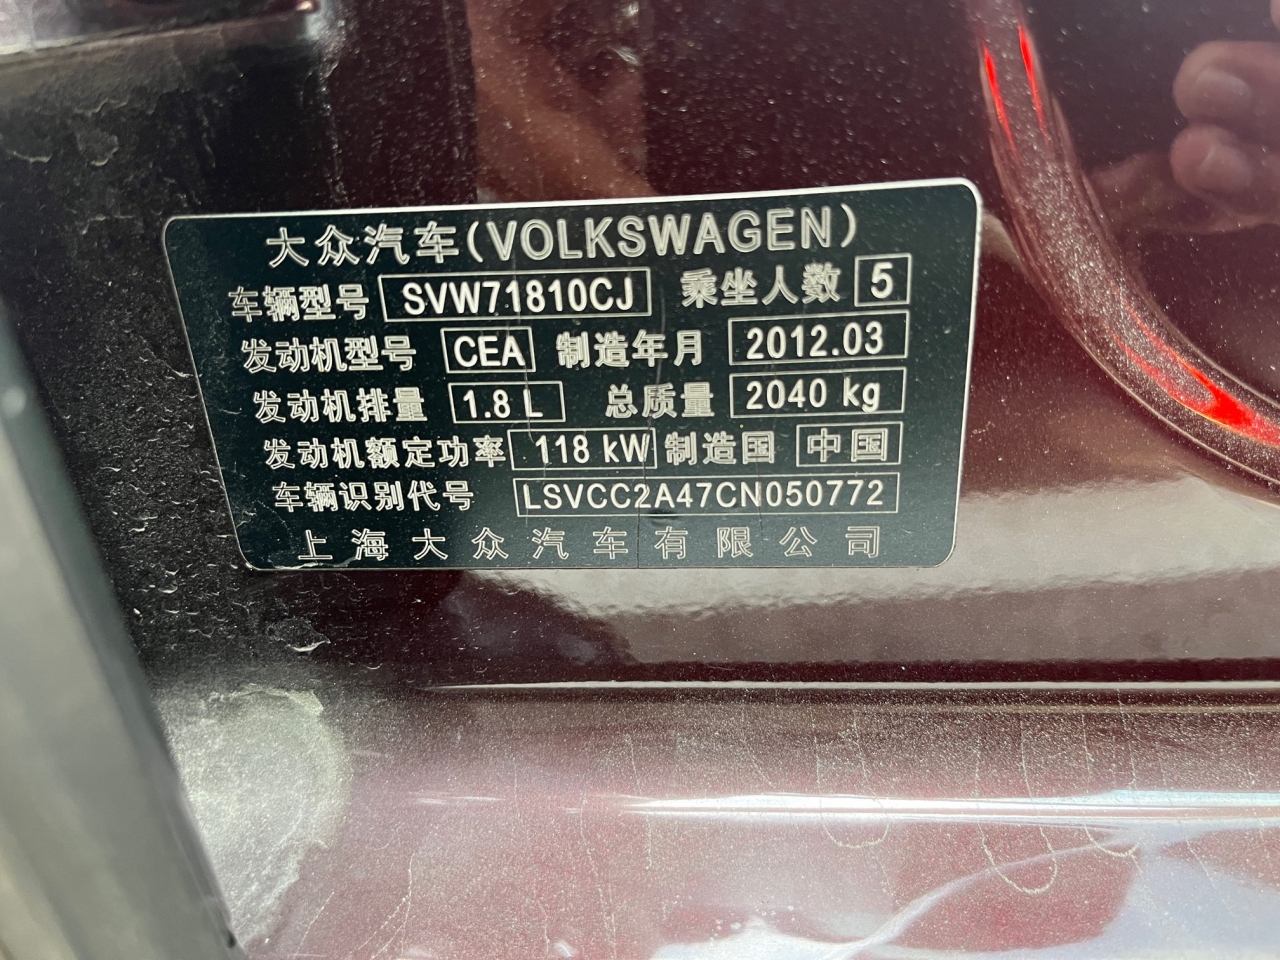 大众汽车(VOLKSWAGEN)
车辆型号 SVW71810CJ 乘坐人数 5
发动机型号 CEA 制造年月 2012.03
发动机排量 1.8 L 总质量 2040 kg
发动机额定功率 118 kW 制造国 中国
车辆识别代号 LSVCC2A47CN050772
上海大众汽车有限公司